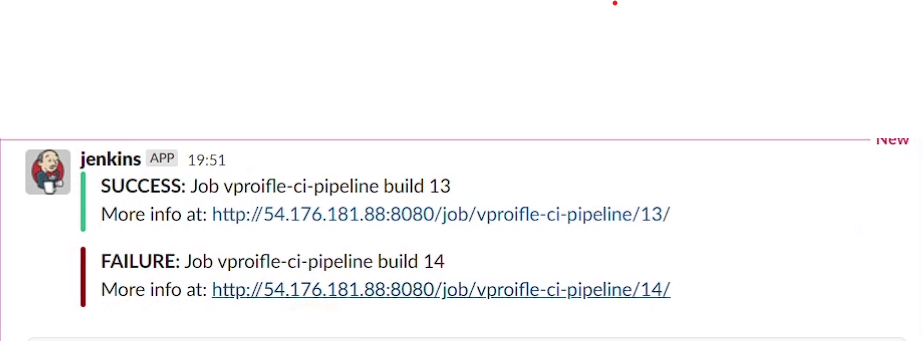 New
jenkins APP 19:51
SUCCESS: Job vproifle-ci-pipeline build 13
More info at: http://54.176.181.88:8080/job/vproifle-ci-pipeline/13/
FAILURE: Job vproifle-ci-pipeline build 14
More info at: http://54.176.181.88:8080/job/vproifle-ci-pipeline/14/